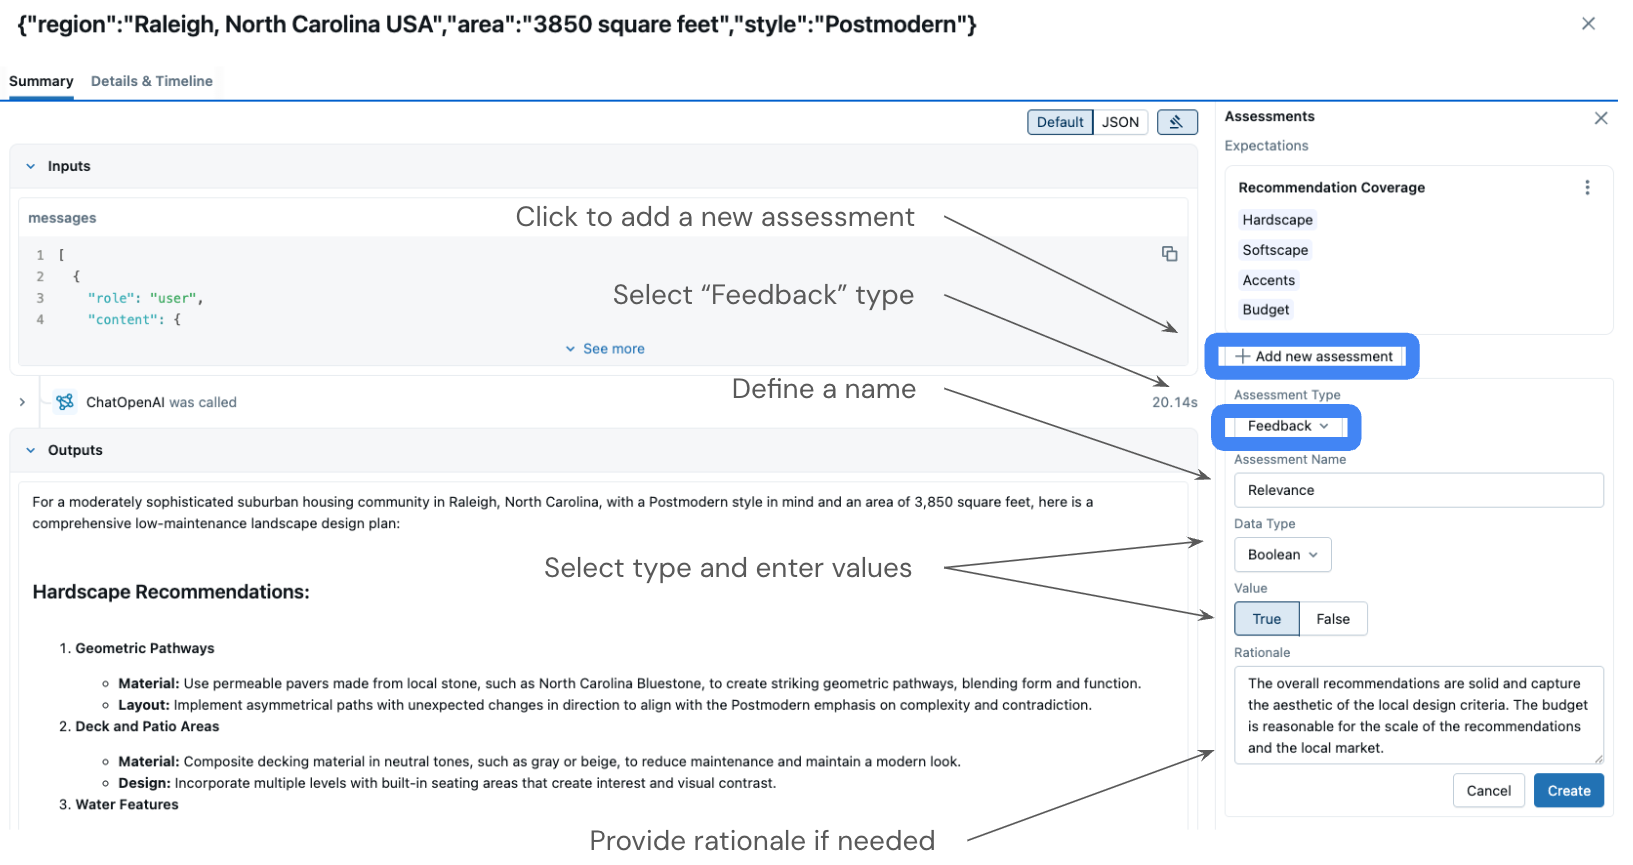 {"region":"Raleigh, North Carolina USA","area":"3850 square feet","style":"Postmodern"}
Summary Details & Timeline
Default JSON
Inputs
messages
1 [
2 {
3 "role": "user",
4 "content": {
See more
ChatOpenAI was called
20.14s
Outputs
For a moderately sophisticated suburban housing community in Raleigh, North Carolina, with a Postmodern style in mind and an area of 3,850 square feet, here is a
comprehensive low-maintenance landscape design plan:
Hardscape Recommendations:
1. Geometric Pathways
Material: Use permeable pavers made from local stone, such as North Carolina Bluestone, to create striking geometric pathways, blending form and function.
Layout: Implement asymmetrical paths with unexpected changes in direction to align with the Postmodern emphasis on complexity and contradiction.
2. Deck and Patio Areas
Material: Composite decking material in neutral tones, such as gray or beige, to reduce maintenance and maintain a modern look.
Design: Incorporate multiple levels with built-in seating areas that create interest and visual contrast.
3. Water Features
Click to add a new assessment
Select “Feedback” type
Define a name
Select type and enter values
Provide rationale if needed
Assessments
Expectations
Recommendation Coverage
Hardscape
Softscape
Accents
Budget
Add new assessment
Assessment Type
Feedback
Assessment Name
Relevance
Data Type
Boolean
Value
True False
Rationale
The overall recommendations are solid and capture
the aesthetic of the local design criteria. The budget
is reasonable for the scale of the recommendations
and the local market.
Cancel Create